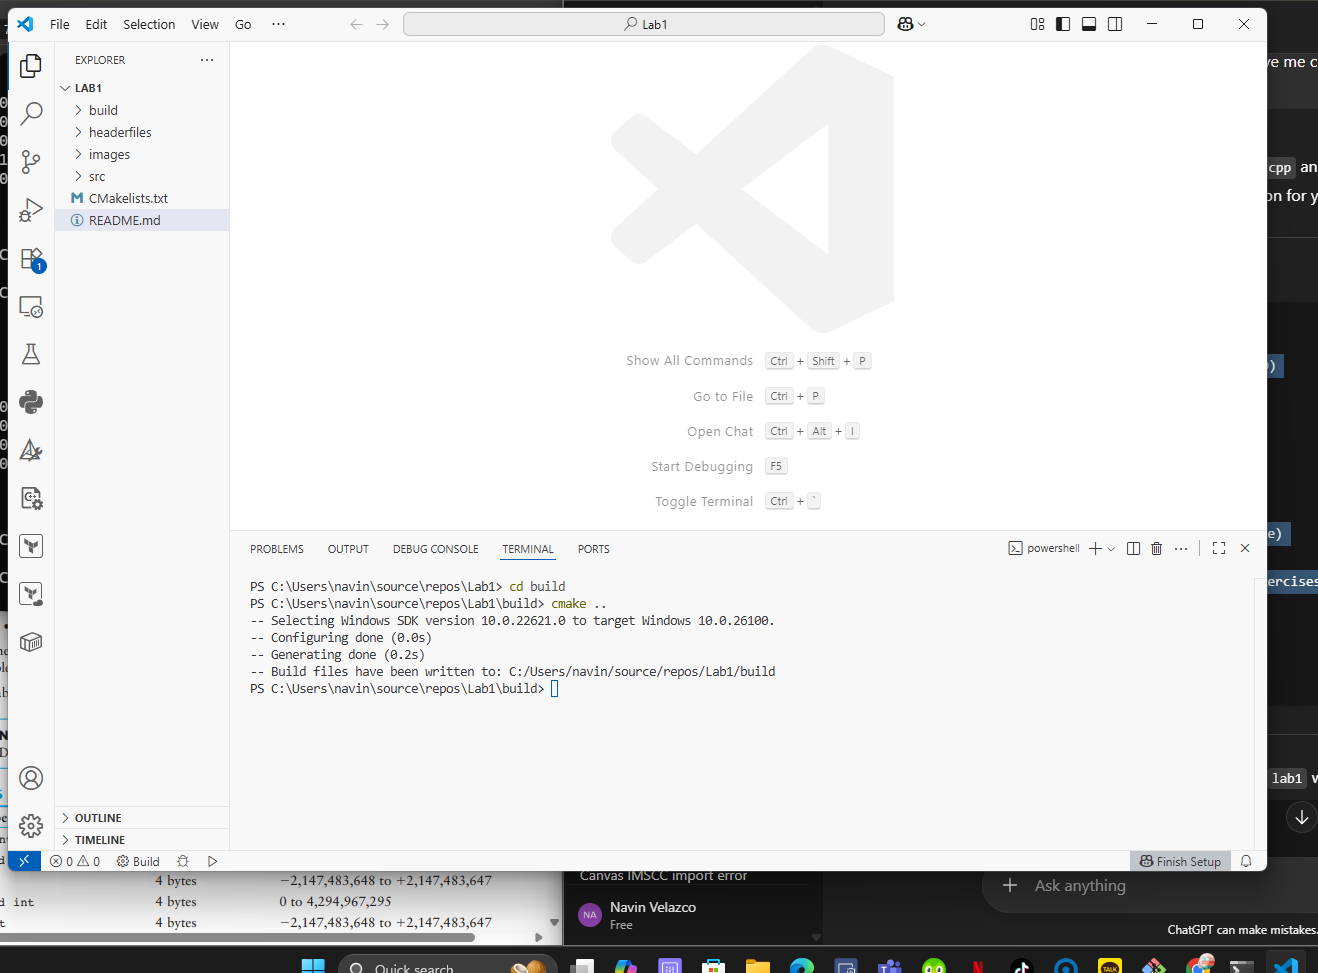 File Edit Selection View Go ···
Lab1
EXPLORER ···
LAB1
build
headerfiles
images
src
CMakelists.txt
README.md
1
OUTLINE
TIMELINE
Show All Commands Ctrl + Shift + P
Go to File Ctrl + P
Open Chat Ctrl + Alt + I
Start Debugging F5
Toggle Terminal Ctrl + `
PROBLEMS OUTPUT DEBUG CONSOLE TERMINAL PORTS
powershell
PS C:\Users\navin\source\repos\Lab1> cd build
PS C:\Users\navin\source\repos\Lab1\build> cmake ..
-- Selecting Windows SDK version 10.0.22621.0 to target Windows 10.0.26100.
-- Configuring done (0.0s)
-- Generating done (0.2s)
-- Build files have been written to: C:/Users/navin/source/repos/Lab1/build
PS C:\Users\navin\source\repos\Lab1\build>
0 0 Build
Finish Setup
ve me c
cpp an
on for y
)
e)
ercises
lab1 w
4 bytes −2,147,483,648 to +2,147,483,647
d int 4 bytes 0 to 4,294,967,295
t 4 bytes −2,147,483,648 to +2,147,483,647
Canvas IMSCC import error
NA Navin Velazco
Free
+ Ask anything
ChatGPT can make mistakes.
Quick search
TALK